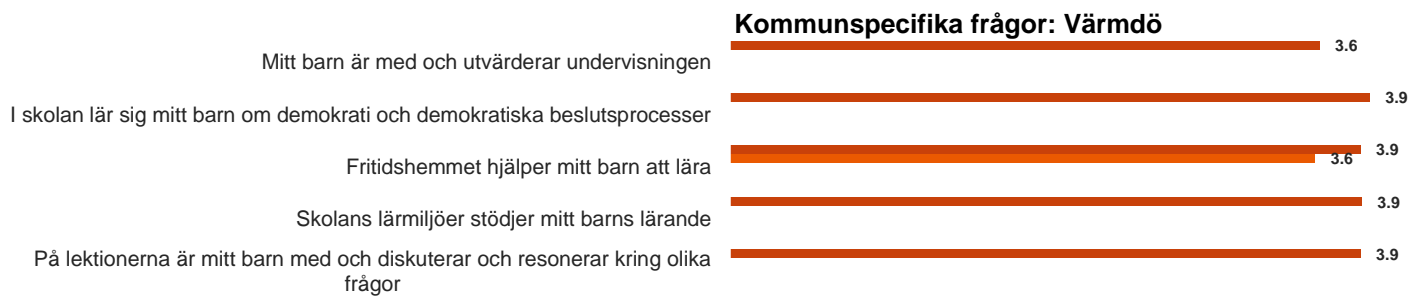 Kommunspecifika frågor: Värmdö
Mitt barn är med och utvärderar undervisningen
3.6
I skolan lär sig mitt barn om demokrati och demokratiska beslutsprocesser
3.9
Fritidshemmet hjälper mitt barn att lära
3.9
3.6
Skolans lärmiljöer stödjer mitt barns lärande
3.9
På lektionerna är mitt barn med och diskuterar och resonerar kring olika
frågor
3.9